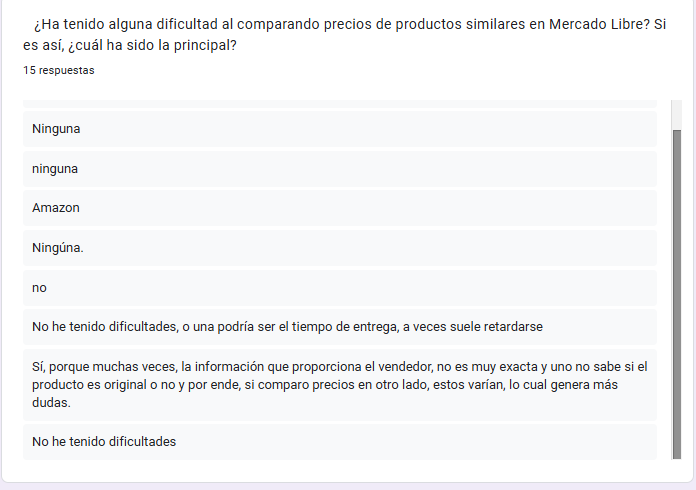 ¿Ha tenido alguna dificultad al comparando precios de productos similares en Mercado Libre? Si
es así, ¿cuál ha sido la principal?
15 respuestas
Ninguna
ninguna
Amazon
Ningúna.
no
No he tenido dificultades, o una podría ser el tiempo de entrega, a veces suele retardarse
Sí, porque muchas veces, la información que proporciona el vendedor, no es muy exacta y uno no sabe si el
producto es original o no y por ende, si comparo precios en otro lado, estos varían, lo cual genera más
dudas.
No he tenido dificultades